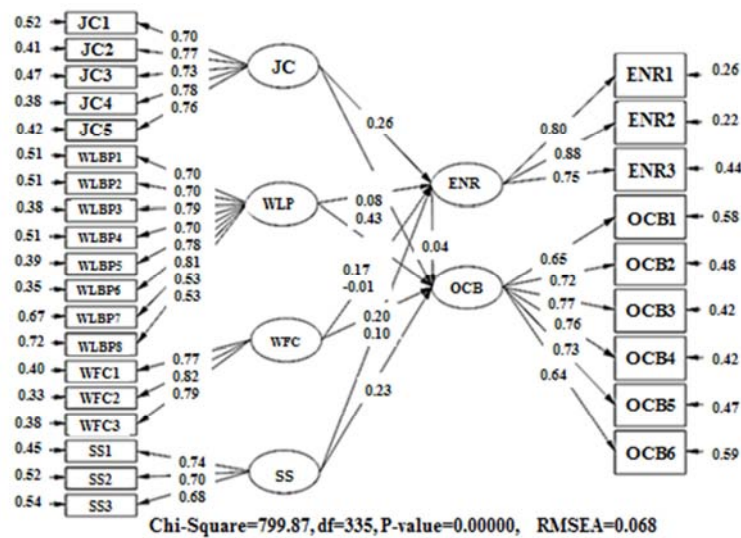 0.52 JC1 0.70
0.41 JC2 0.77
0.47 JC3 0.73
0.38 JC4 0.78
0.42 JC5 0.76
JC
0.51 WLBP1 0.70
0.51 WLBP2 0.70
0.38 WLBP3 0.79
0.51 WLBP4 0.70
0.39 WLBP5 0.78
0.35 WLBP6 0.81
0.67 WLBP7 0.53
0.72 WLBP8 0.53
WLP
0.40 WFC1 0.77
0.33 WFC2 0.82
0.38 WFC3 0.79
WFC
0.45 SS1 0.74
0.52 SS2 0.70
0.54 SS3 0.68
SS
0.26
0.08
0.43
0.04
0.17
-0.01
0.20
0.10
0.23
ENR
OCB
0.80 ENR1 0.26
0.88 ENR2 0.22
0.75 ENR3 0.44
0.65 OCB1 0.58
0.72 OCB2 0.48
0.77 OCB3 0.42
0.76 OCB4 0.42
0.73 OCB5 0.47
0.64 OCB6 0.59
Chi-Square=799.87, df=335, P-value=0.00000, RMSEA=0.068